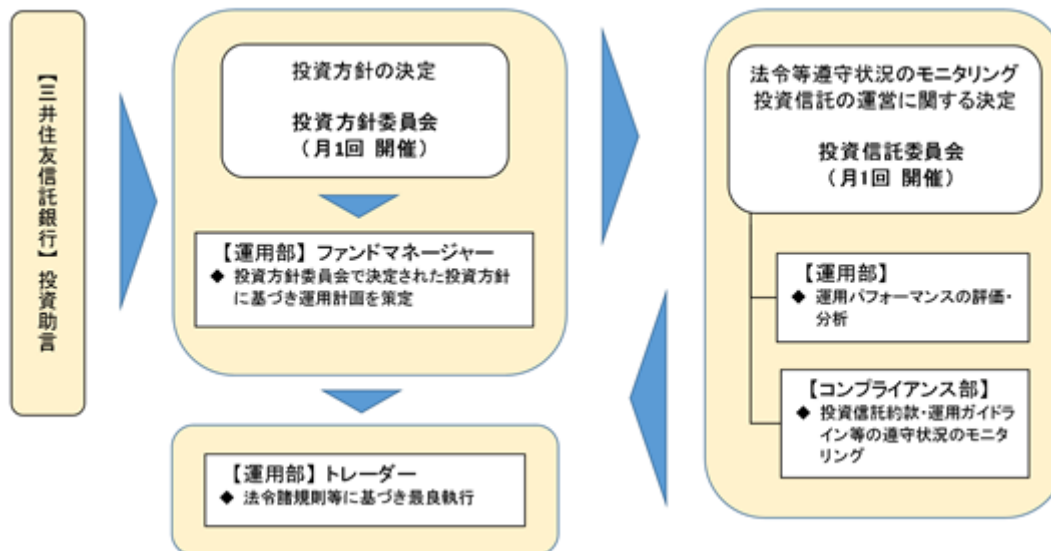 【三井住友信託銀行】投資助言
投資方針の決定
投資方針委員会
（月1回 開催）
【運用部】ファンドマネージャー
◆ 投資方針委員会で決定された投資方針
に基づき運用計画を策定
【運用部】トレーダー
◆ 法令諸規則等に基づき最良執行
法令等遵守状況のモニタリング
投資信託の運営に関する決定
投資信託委員会
（月1回 開催）
【運用部】
◆ 運用パフォーマンスの評価・
分析
【コンプライアンス部】
◆ 投資信託約款・運用ガイドラ
イン等の遵守状況のモニタ
リング